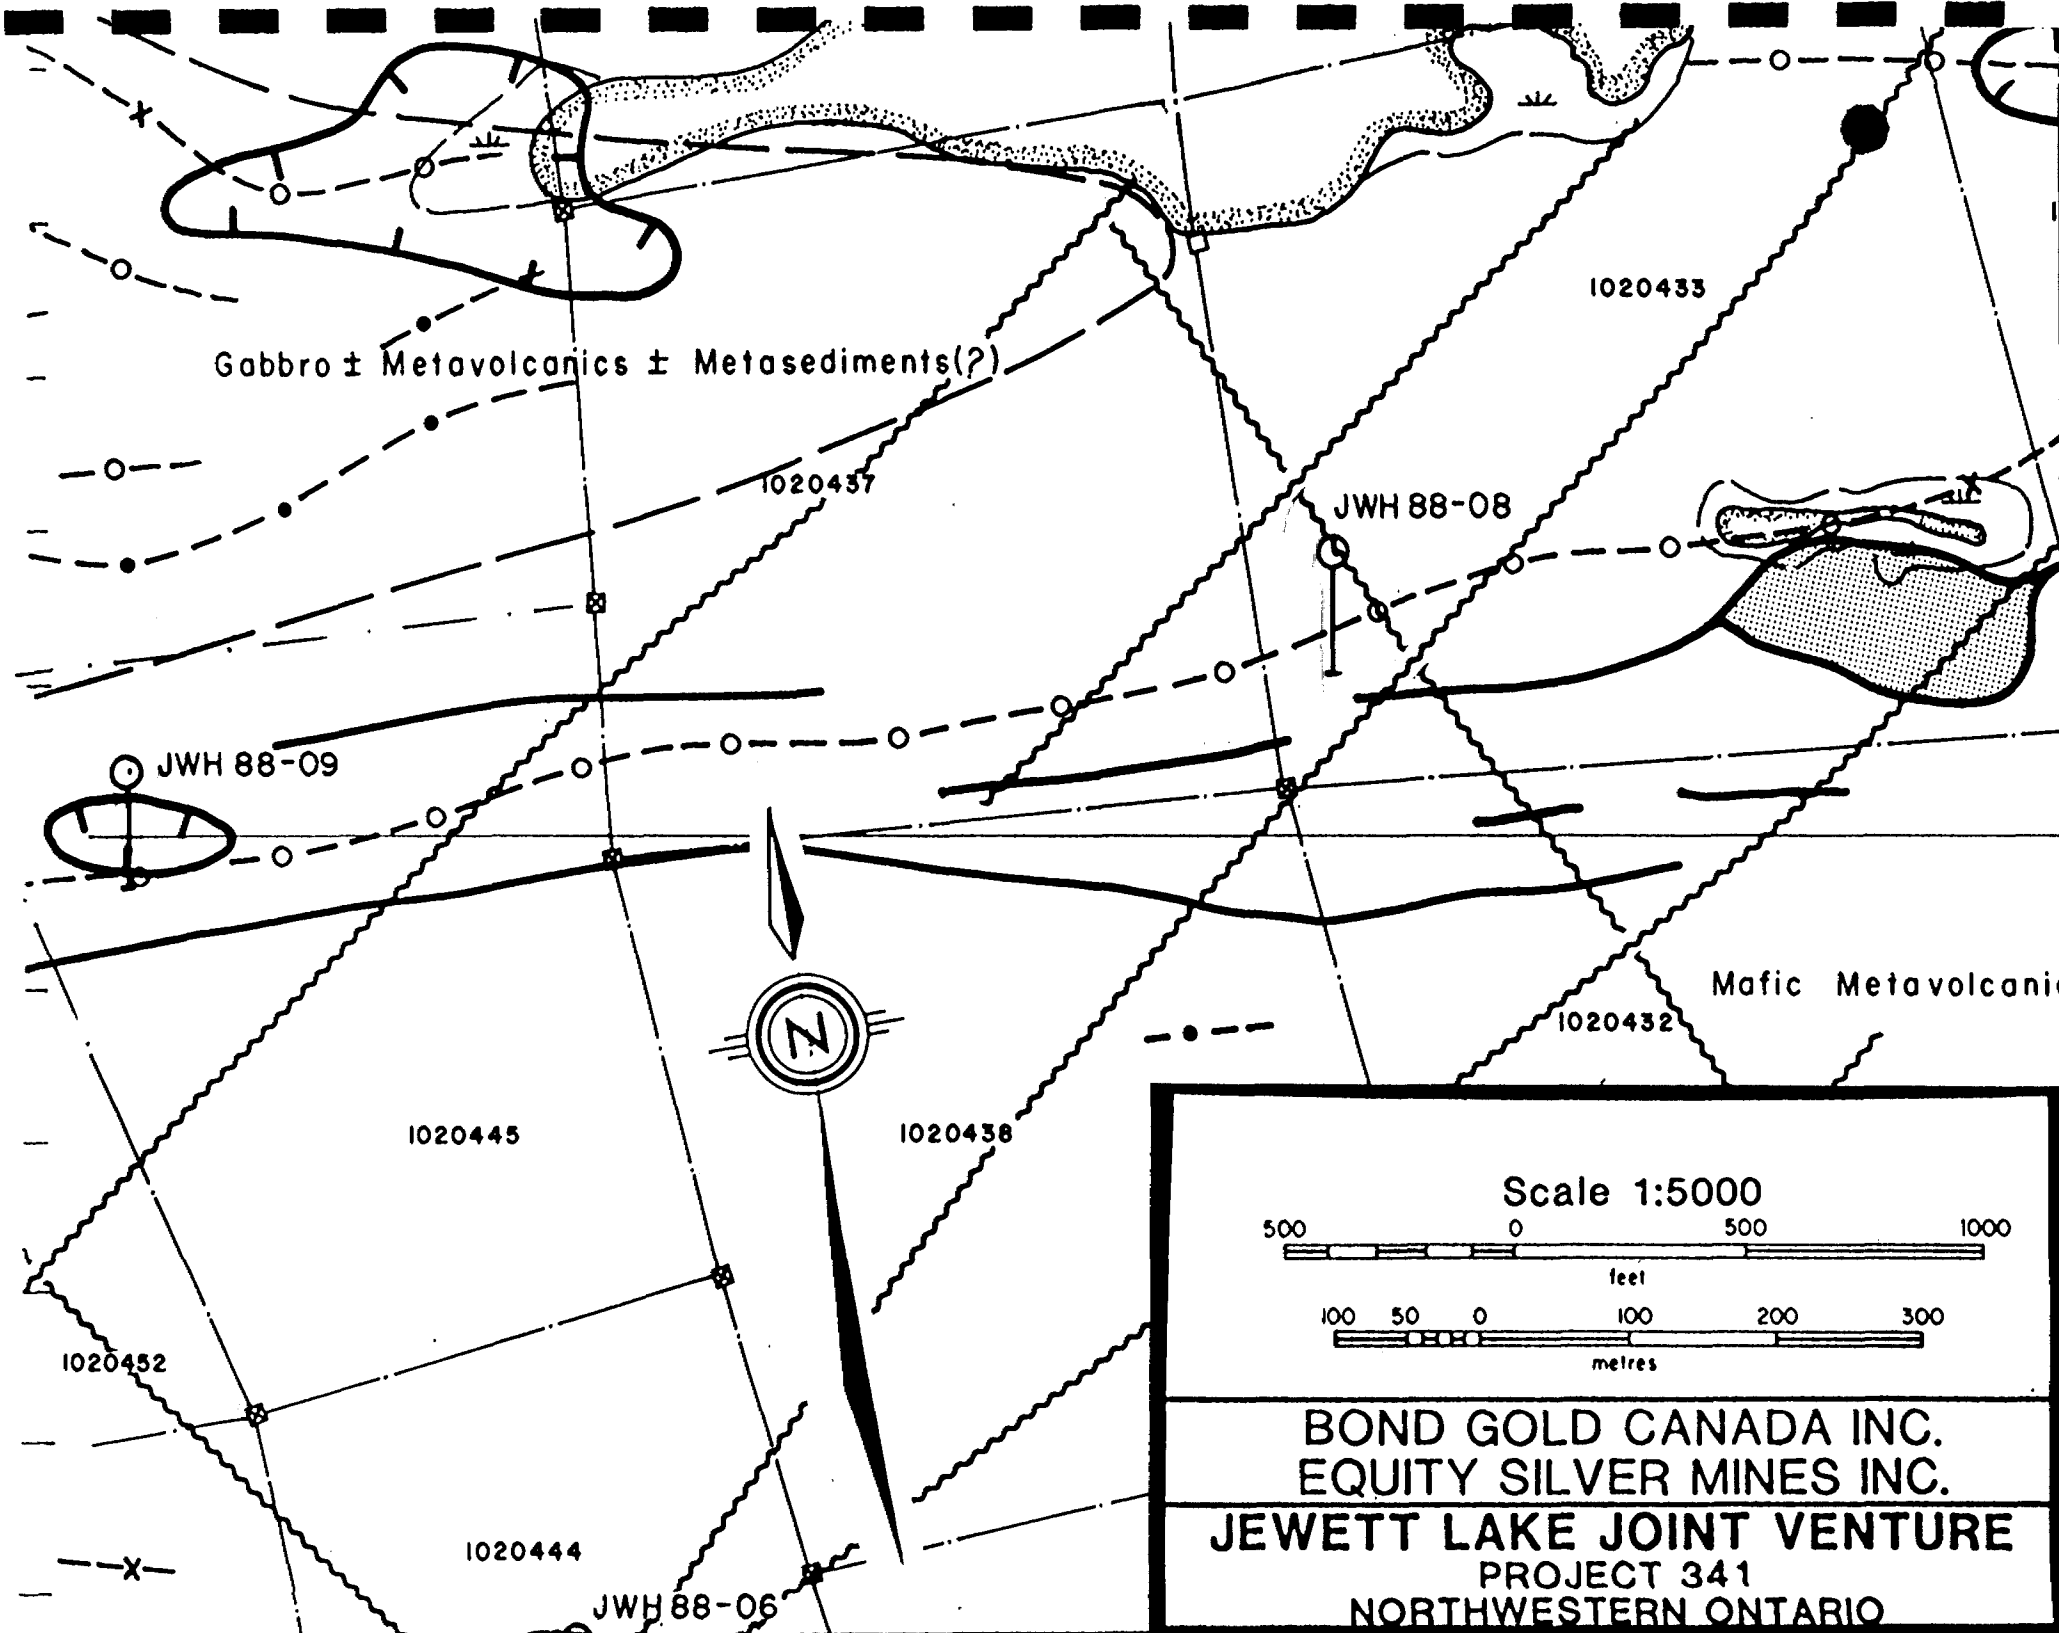 1020433
Gabbro ± Metavolcanics ± Metasediments(?)
1020437
JWH 88-08
JWH 88-09
Mafic Metavolcani
1020432
N
1020445
1020438
Scale 1:5000
500 0 500 1000
feet
100 50 0 100 200 300
metres
1020452
BOND GOLD CANADA INC.
EQUITY SILVER MINES INC.
JEWETT LAKE JOINT VENTURE
PROJECT 341
NORTHWESTERN ONTARIO
1020444
JWH 88-06